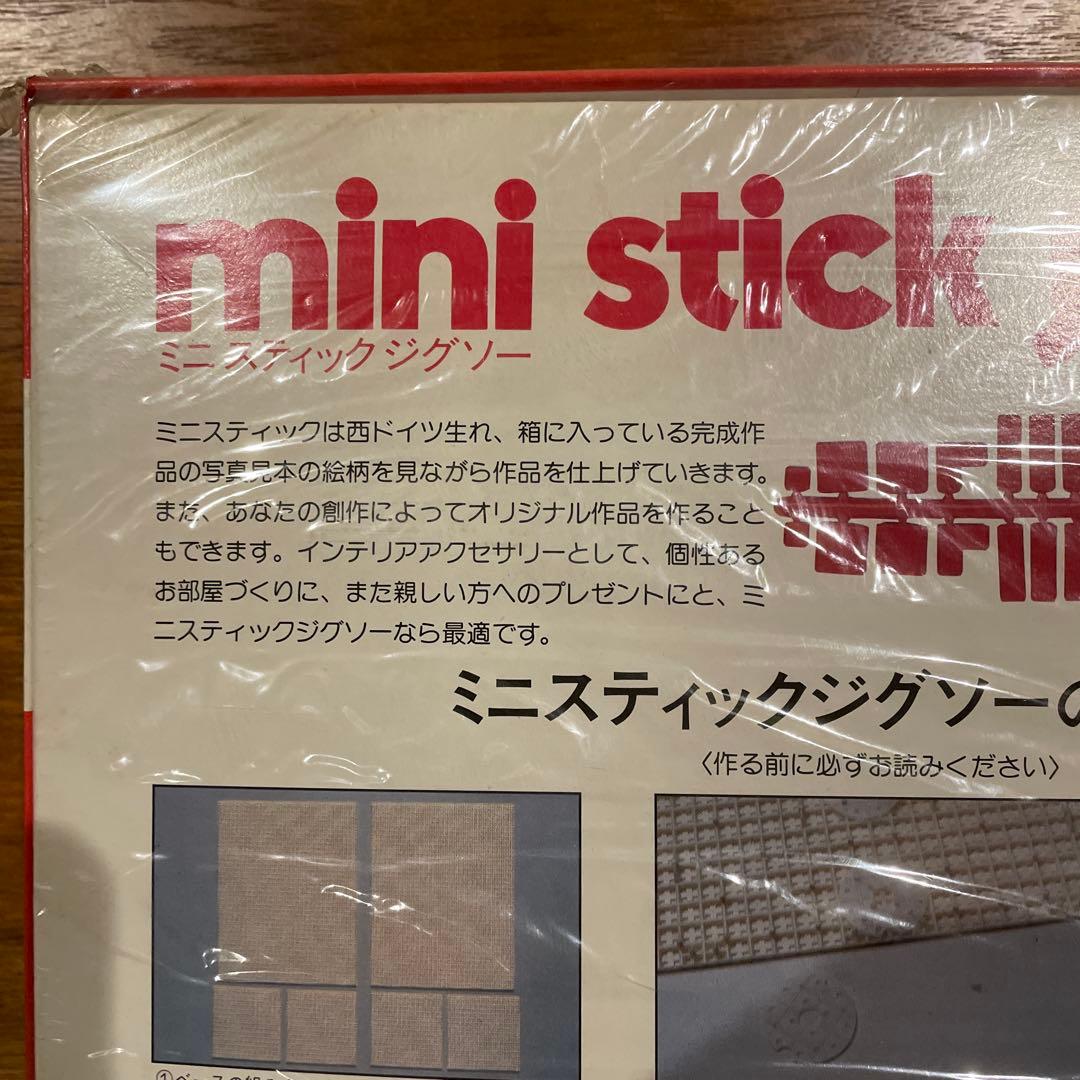 mini stick
ミニスティックジグソー
ミニスティックは西ドイツ生れ、箱に入っている完成作
品の写真見本の絵柄を見ながら作品を仕上げていきます。
また、あなたの創作によってオリジナル作品を作ること
もできます。インテリアアクセサリーとして、個性ある
お部屋づくりに、また親しい方へのプレゼントにと、ミ
ニスティックジグソーなら最適です。
ミニスティックジグソーの
〈作る前に必ずお読みください〉